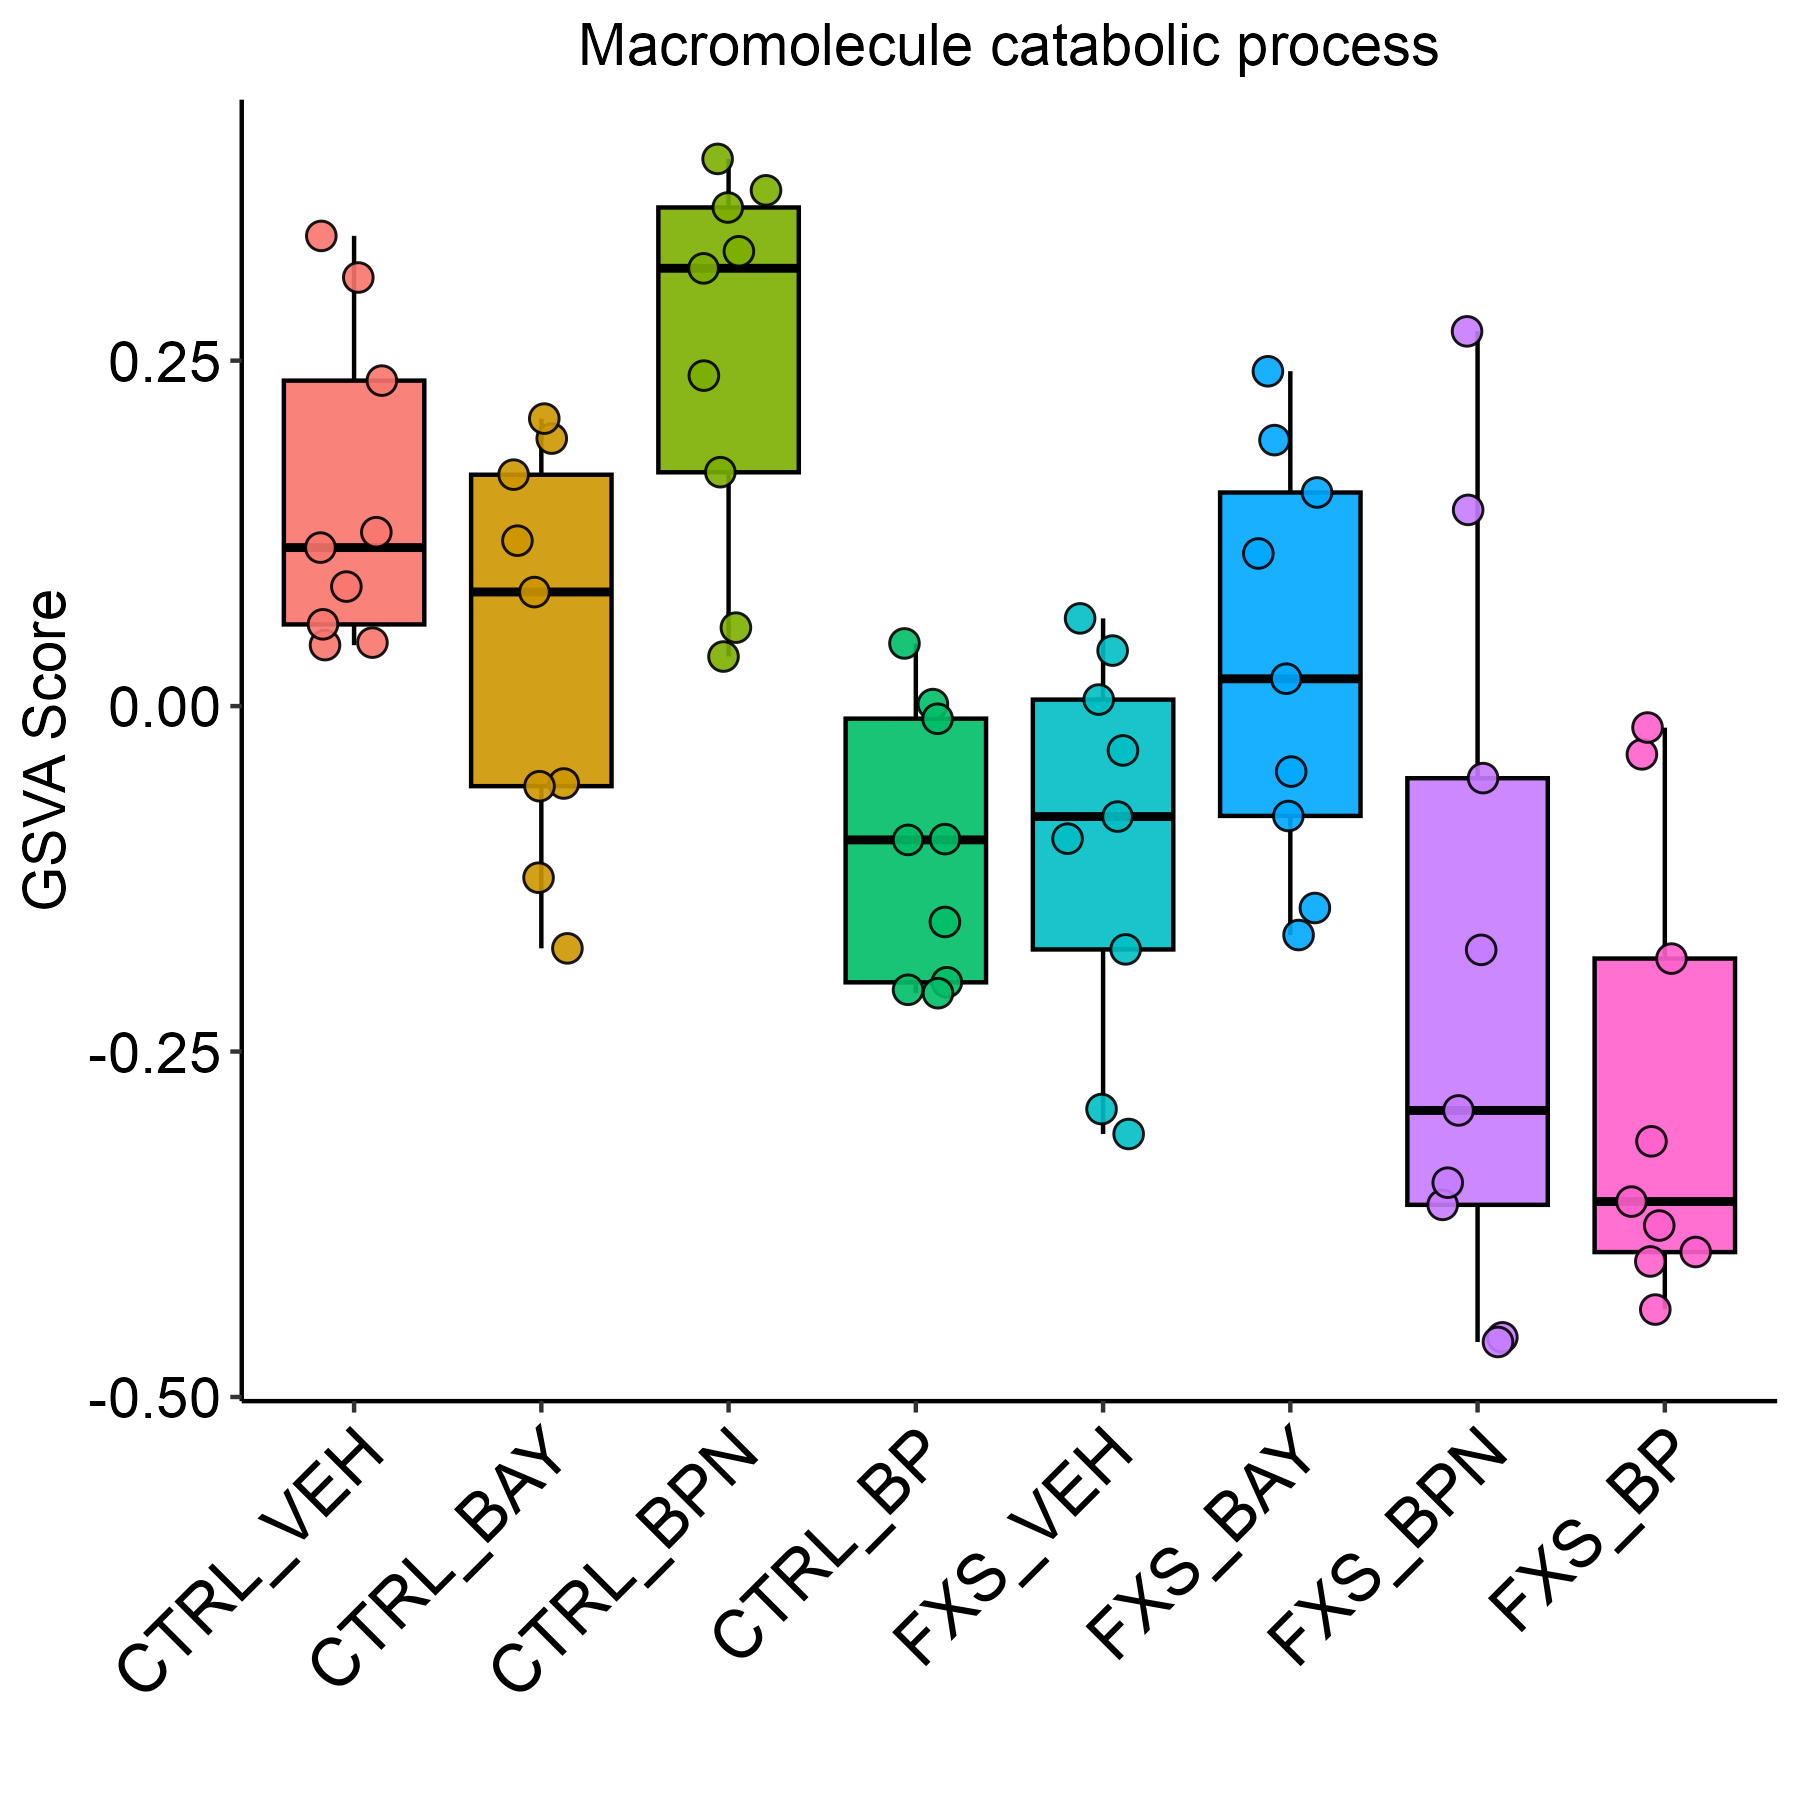 Macromolecule catabolic process
GSVA Score
0.25
0.00
-0.25
-0.50
CTRL_VEH
CTRL_BAY
CTRL_BPN
CTRL_BP
FXS_VEH
FXS_BAY
FXS_BPN
FXS_BP